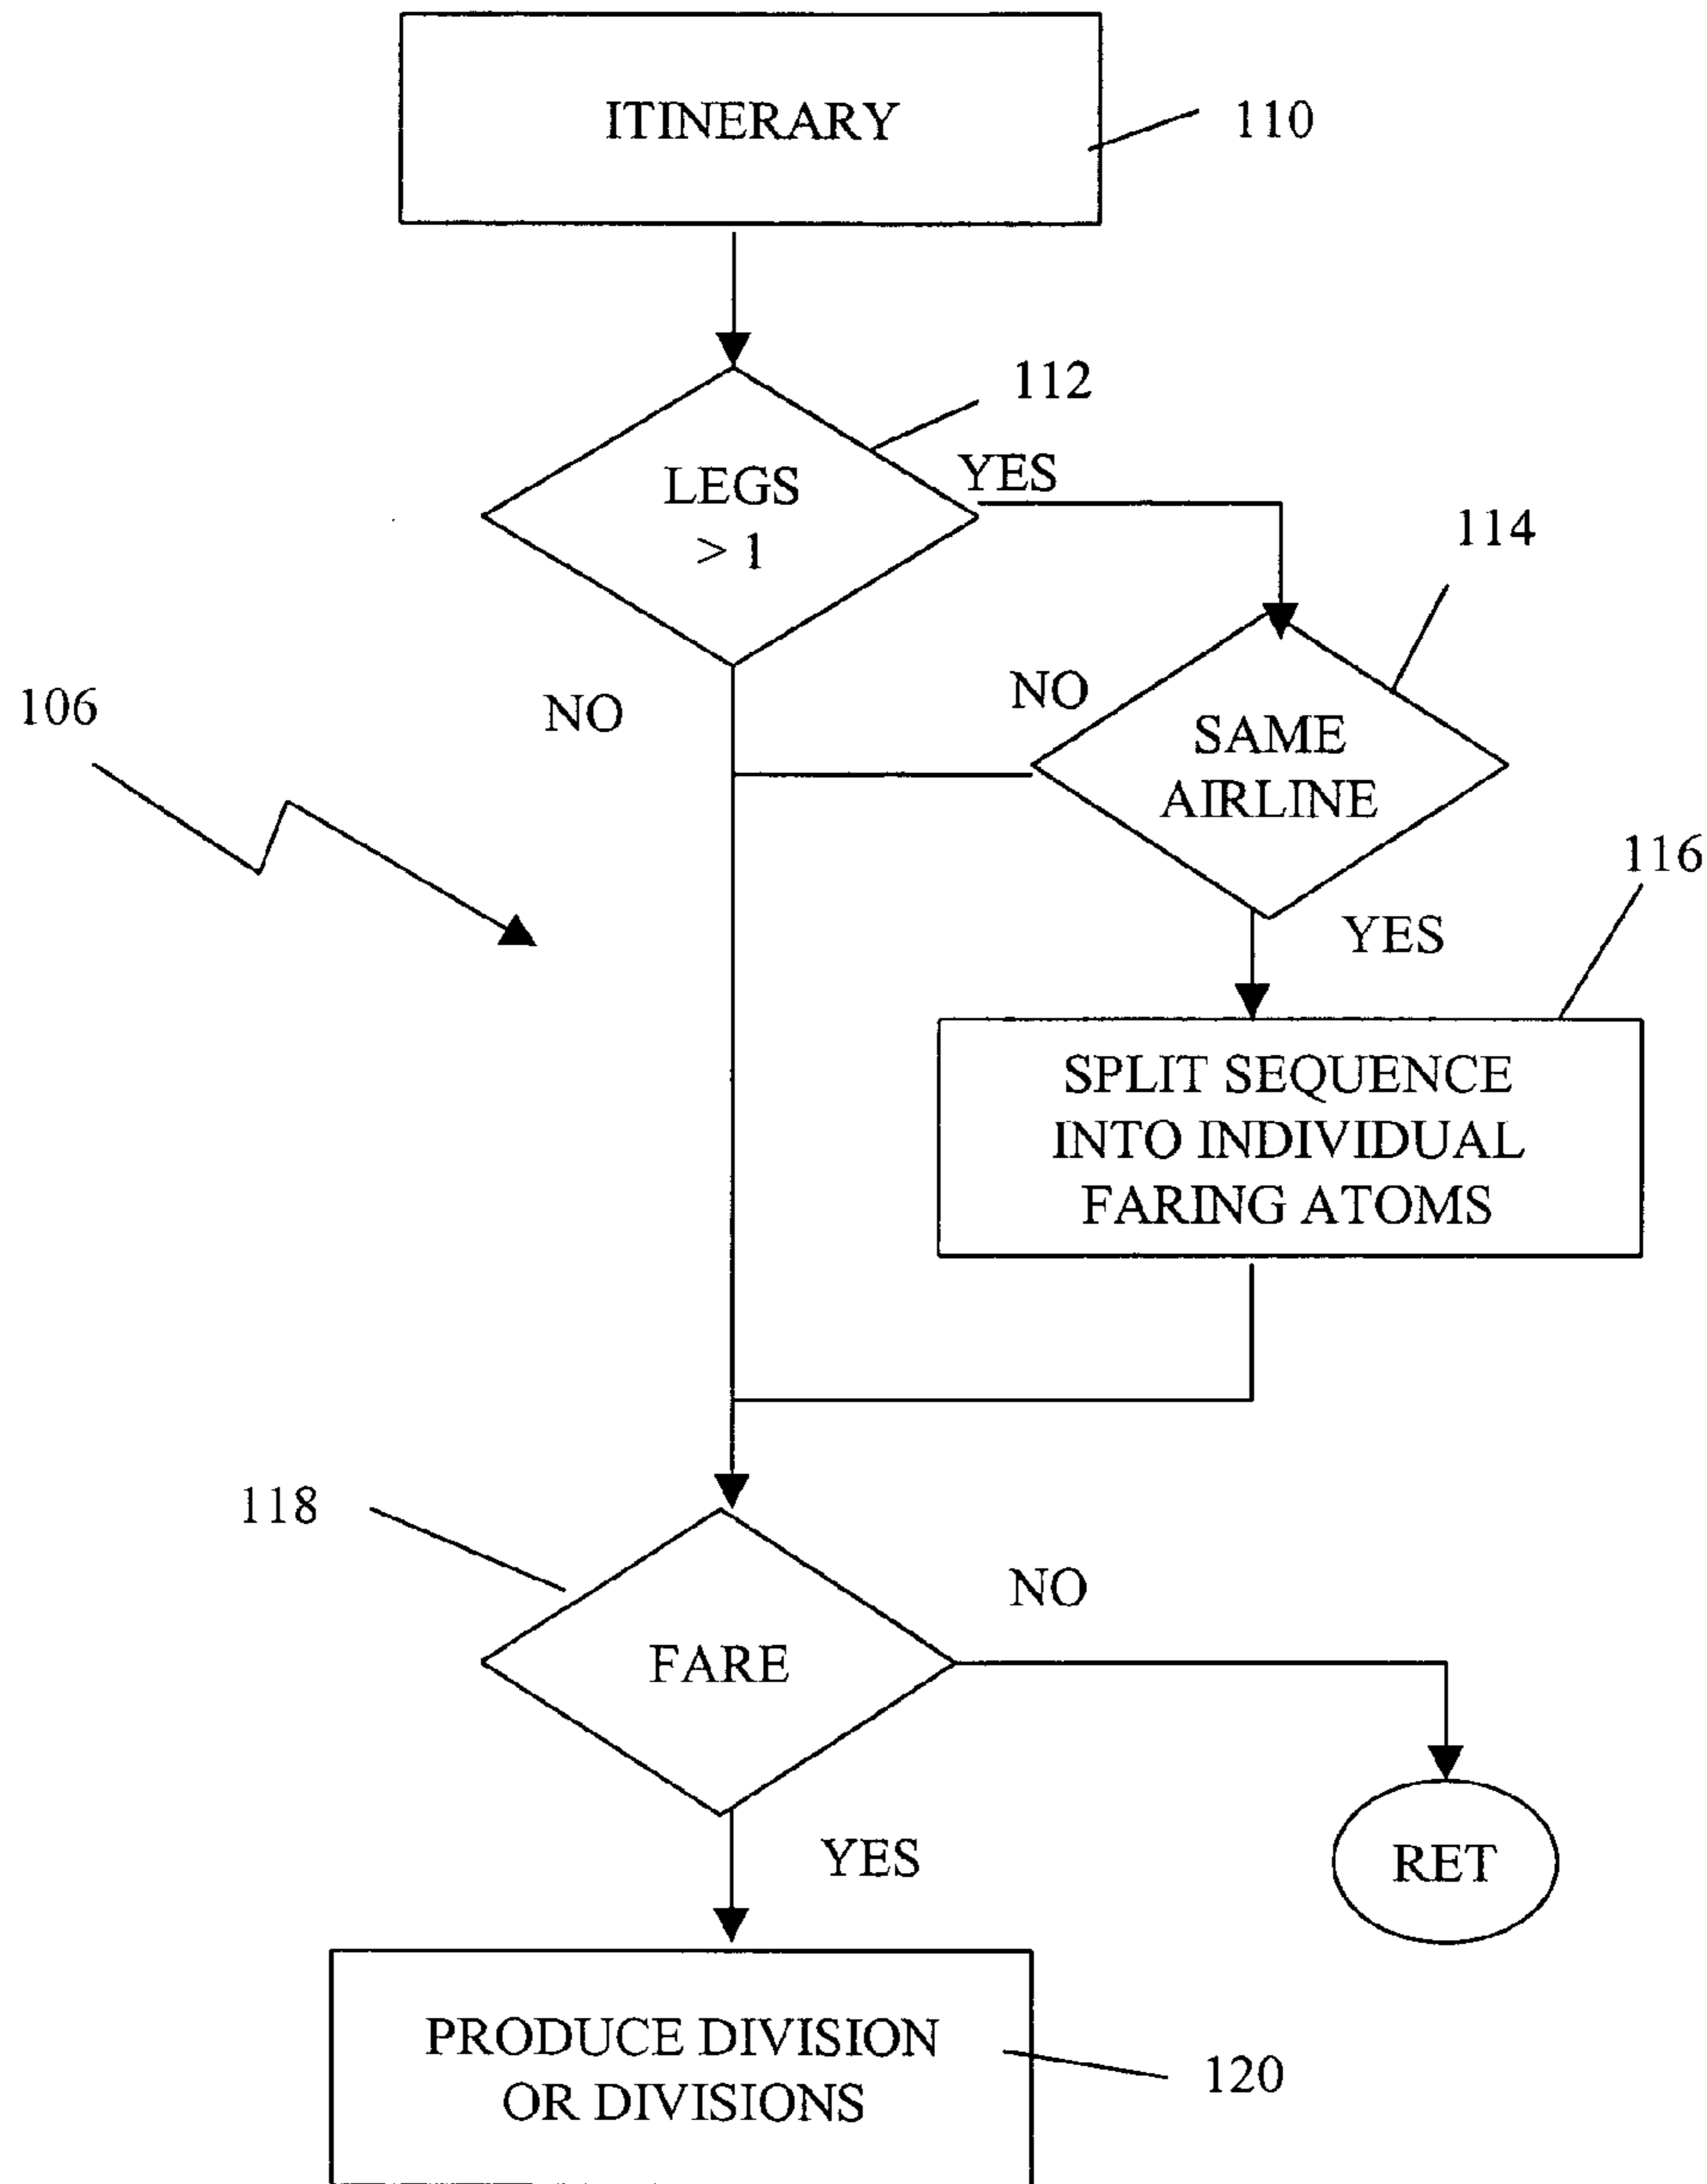 ITINERARY
110
112
LEGS
> 1
YES
114
106
NO
NO
SAME
AIRLINE
116
YES
SPLIT SEQUENCE
INTO INDIVIDUAL
FARING ATOMS
118
NO
FARE
YES
RET
PRODUCE DIVISION
OR DIVISIONS
120